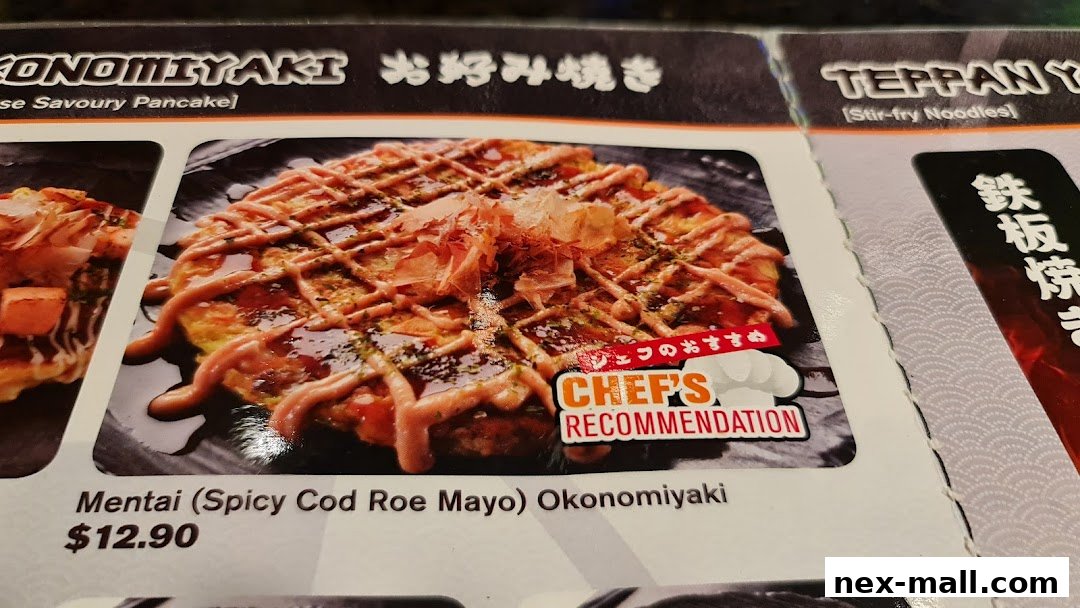 KONOMIYAKI お好み焼き
se Savoury Pancake]
TEPPAN Y
[Stir-fry Noodles]
鉄板焼き
シェフのおすすめ
CHEF'S
RECOMMENDATION
Mentai (Spicy Cod Roe Mayo) Okonomiyaki
$12.90
nex-mall.com